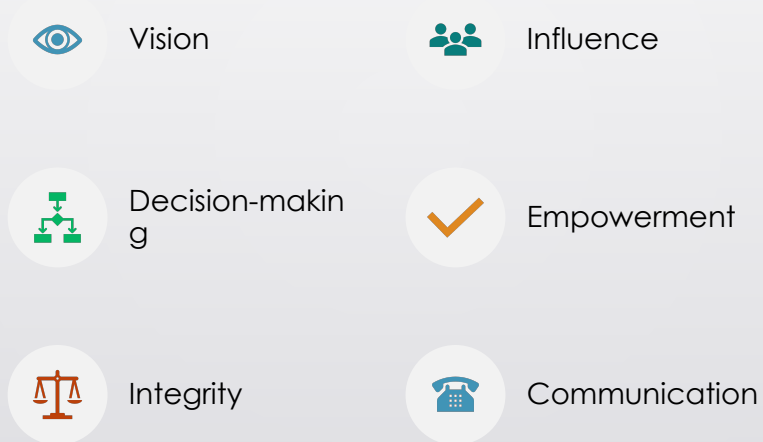 Vision
Influence
Decision-makin
g
Empowerment
Integrity
Communication